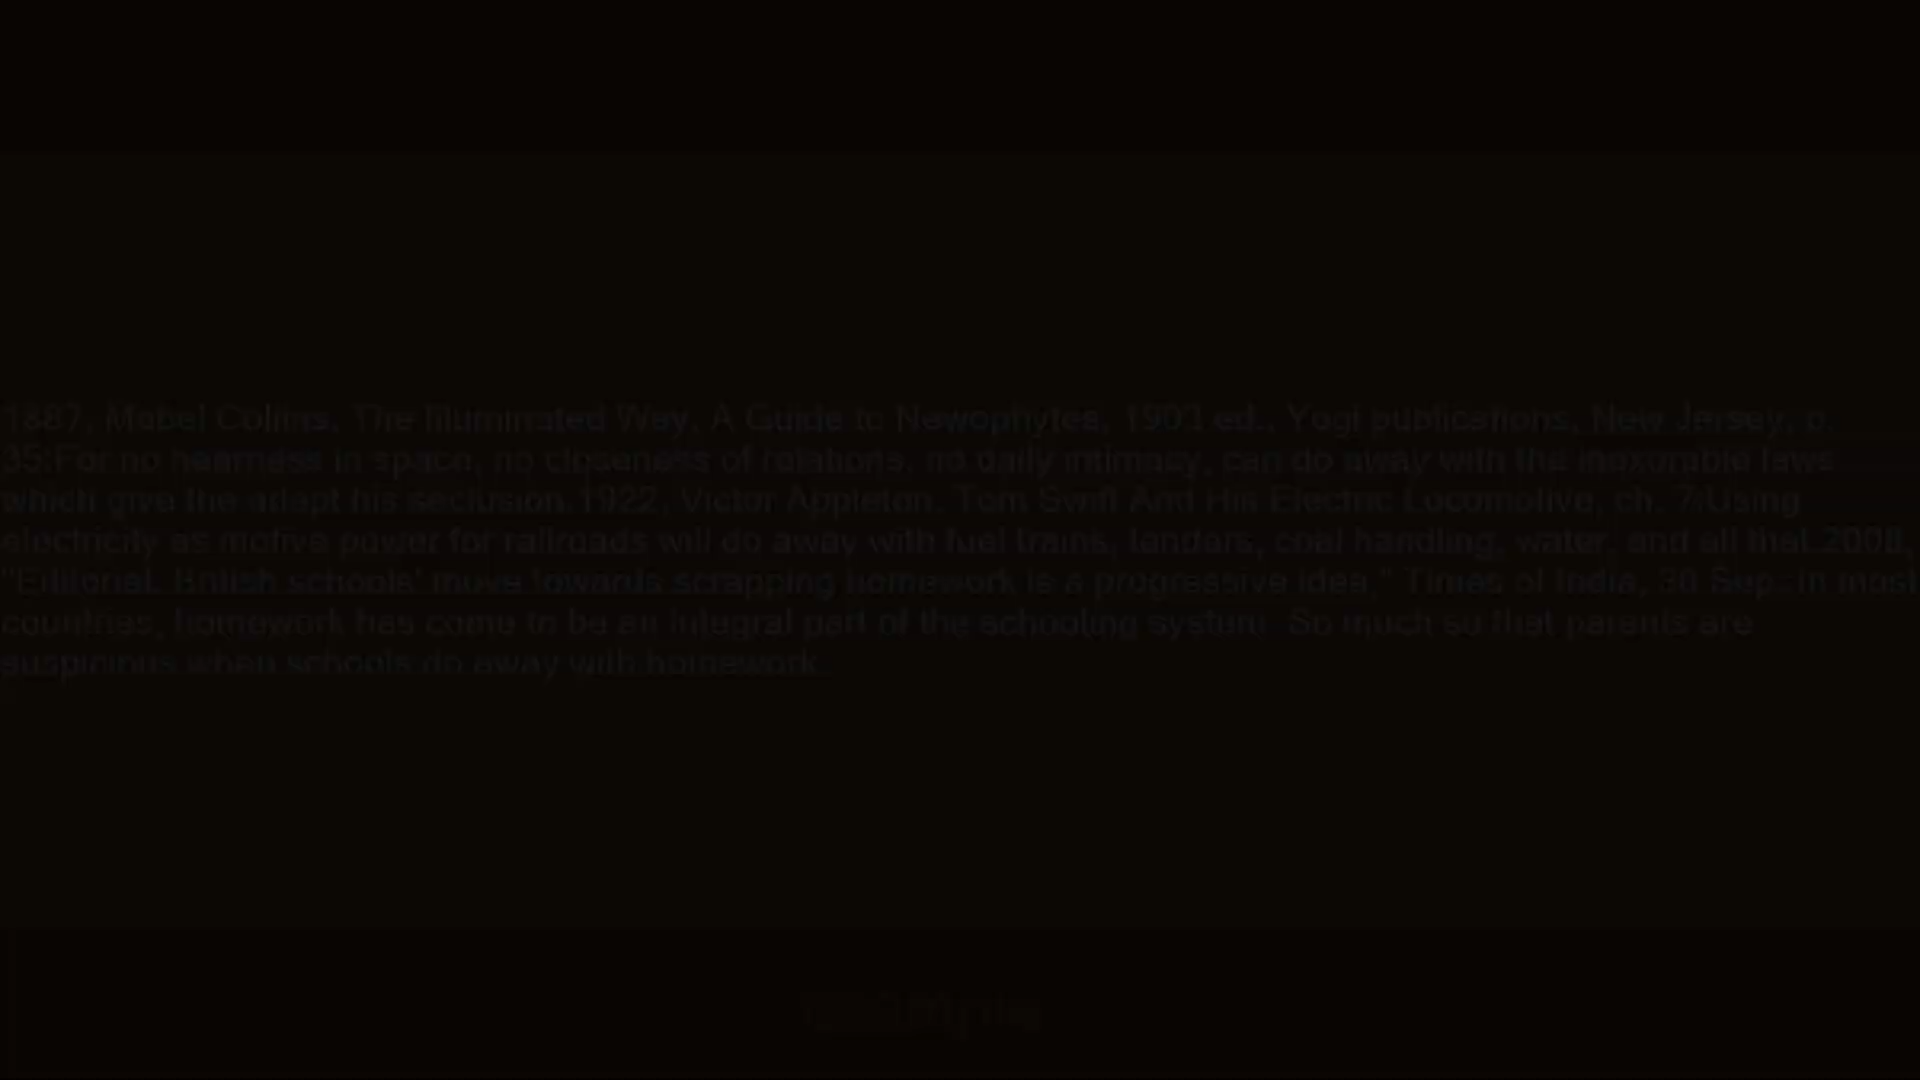 1887, Mabel Collins, The Illuminated Way, A Guide to Newophytes, 1903 ed., Yogi publications, New Jersey, p.
35:For no nearness in space, no closeness of relations, no daily intimacy, can do away with the inexorable laws
which give the adept his seclusion. 1922, Victor Appleton, Tom Swift And His Electric Locomotive, ch. 7:Using
electricity as motive power for railroads will do away with fuel trains, tenders, coal handling, water, and all that 2008,
"Editorial: British schools' move towards scrapping homework is a progressive idea," Times of India, 30 Sep.:In most
countries, homework has come to be an integral part of the schooling system. So much so that parents are
suspicious when schools do away with homework.